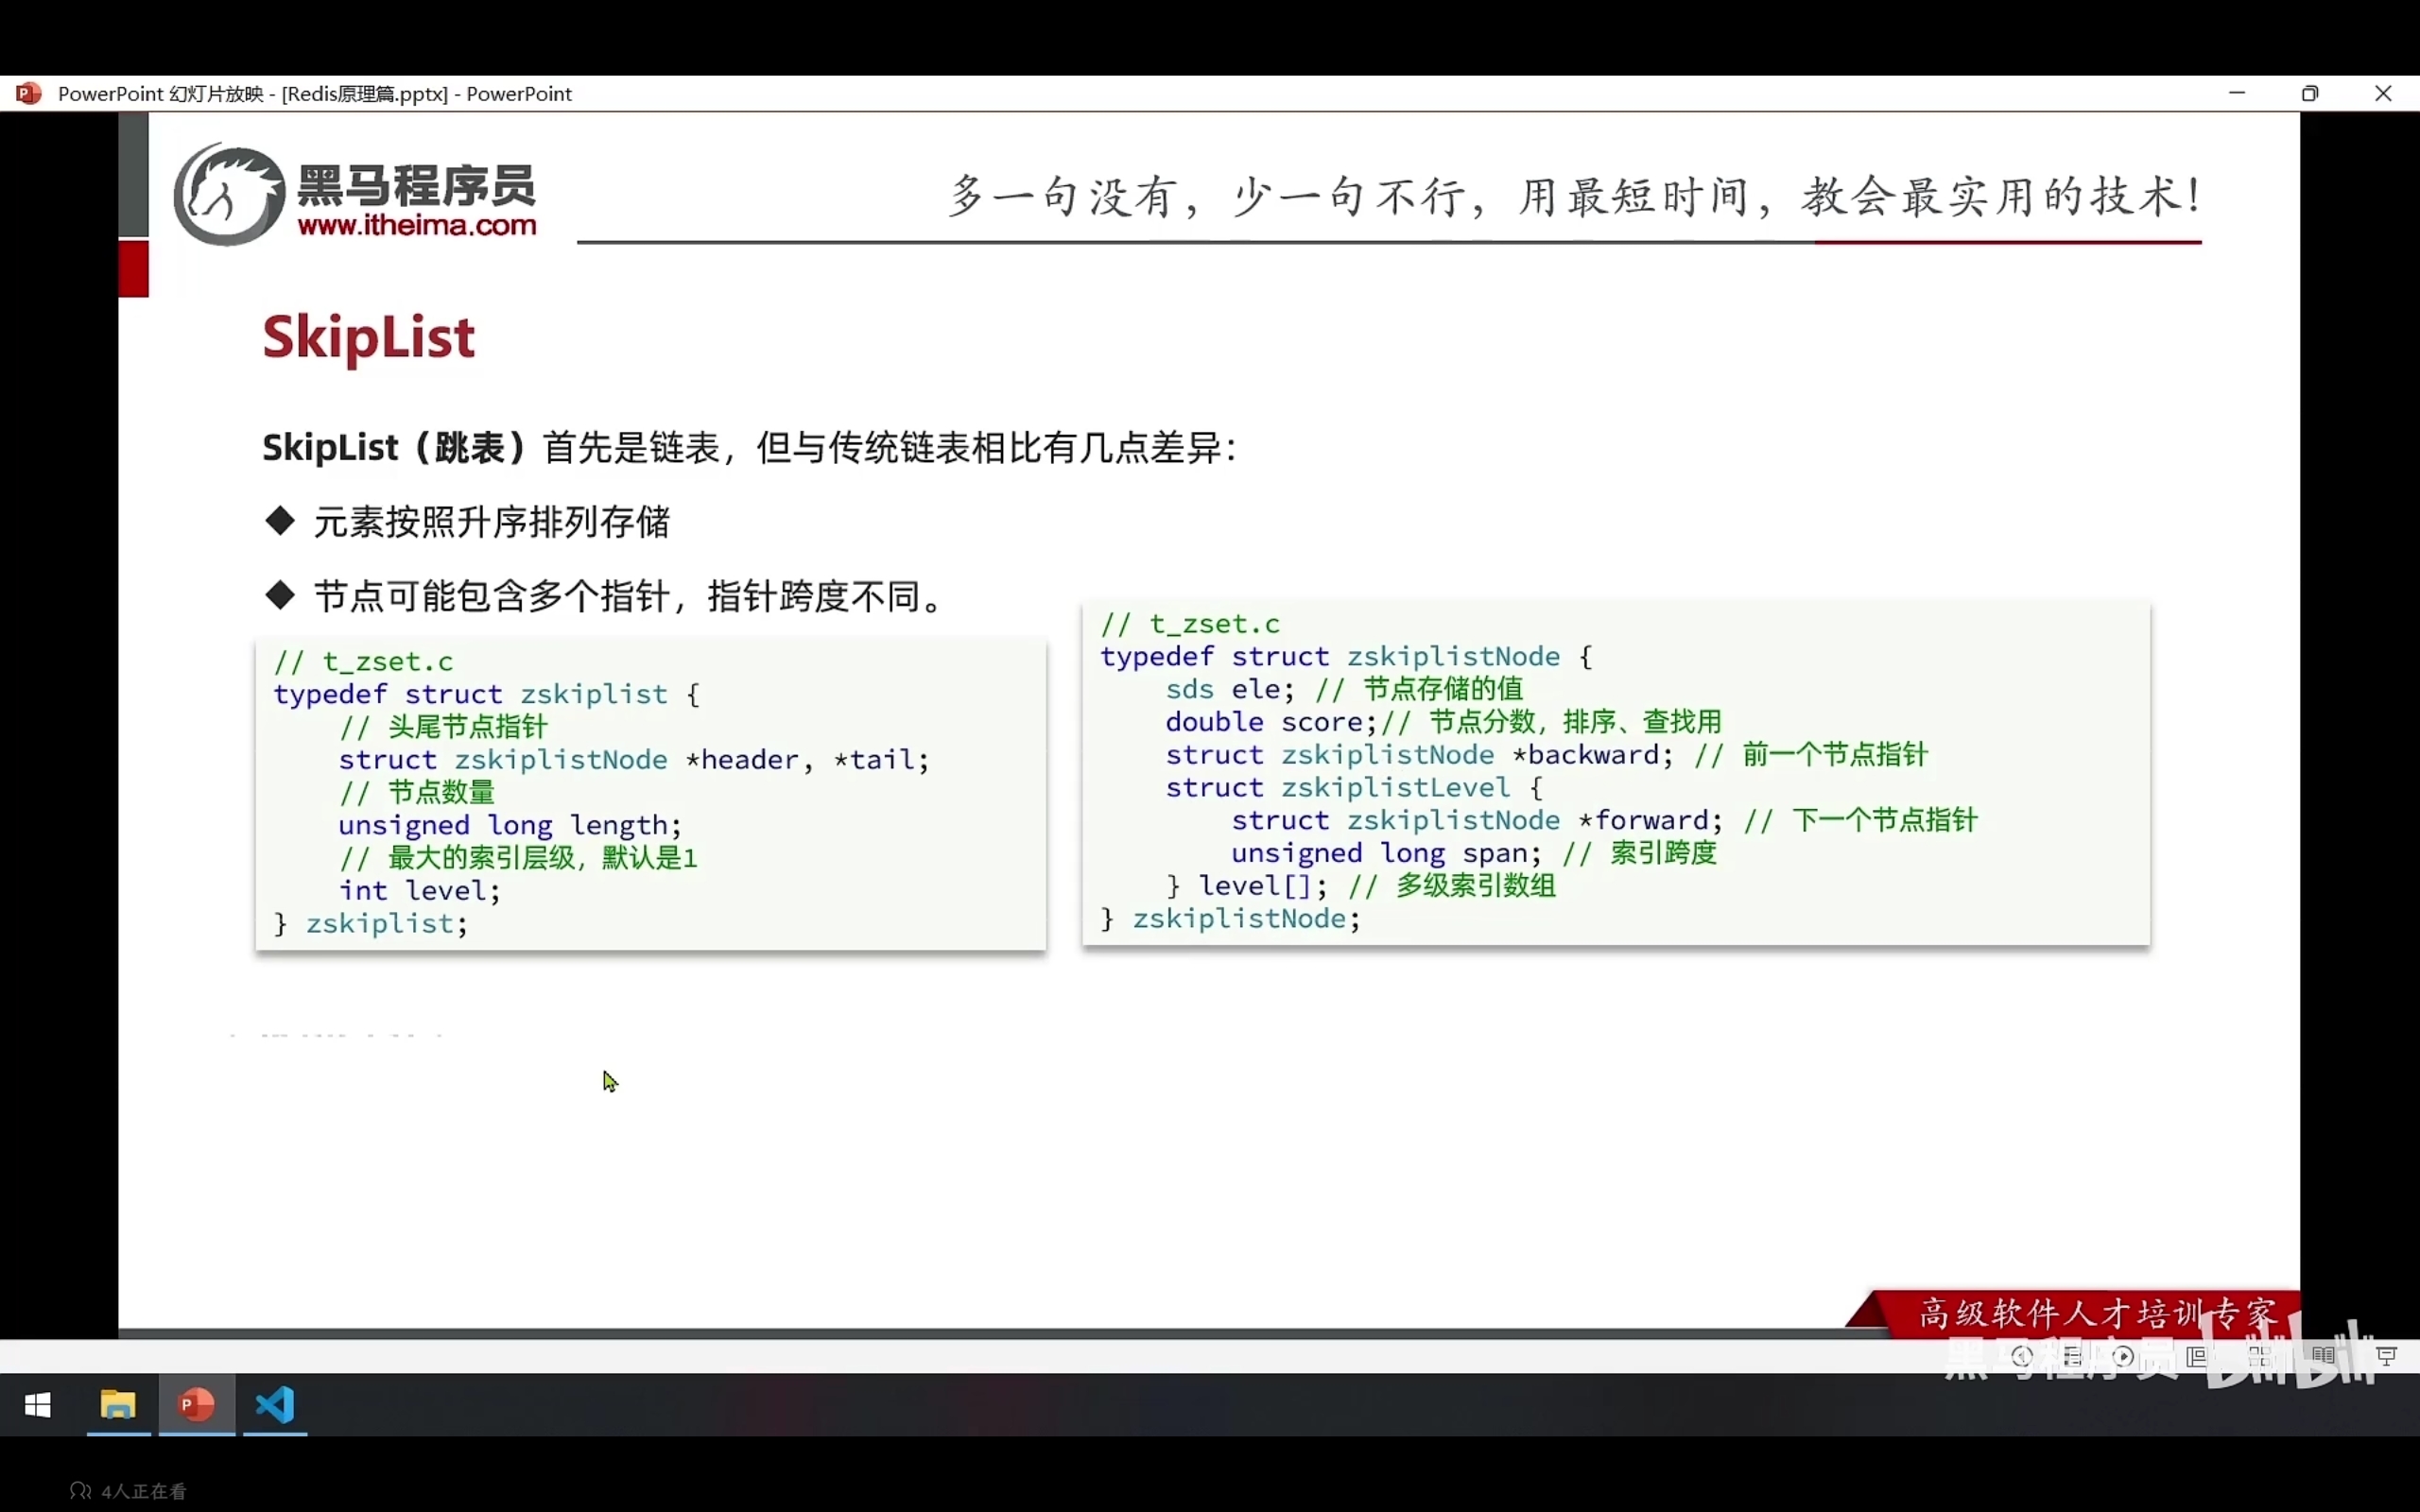 PowerPoint 幻灯片放映 - [Redis原理篇.pptx] - PowerPoint
黑马程序员
www.itheima.com
多一句没有，少一句不行，用最短时间，教会最实用的技术！
SkipList
SkipList（跳表）首先是链表，但与传统链表相比有几点差异：
◆ 元素按照升序排列存储
◆ 节点可能包含多个指针，指针跨度不同。
// t_zset.c
typedef struct zskiplist {
    // 头尾节点指针
    struct zskiplistNode *header, *tail;
    // 节点数量
    unsigned long length;
    // 最大的索引层级，默认是1
    int level;
} zskiplist;
// t_zset.c
typedef struct zskiplistNode {
    sds ele; // 节点存储的值
    double score;// 节点分数，排序、查找用
    struct zskiplistNode *backward; // 前一个节点指针
    struct zskiplistLevel {
        struct zskiplistNode *forward; // 下一个节点指针
        unsigned long span; // 索引跨度
    } level[]; // 多级索引数组
} zskiplistNode;
高级软件人才培训专家
黑马程序员 bilibili
4人正在看